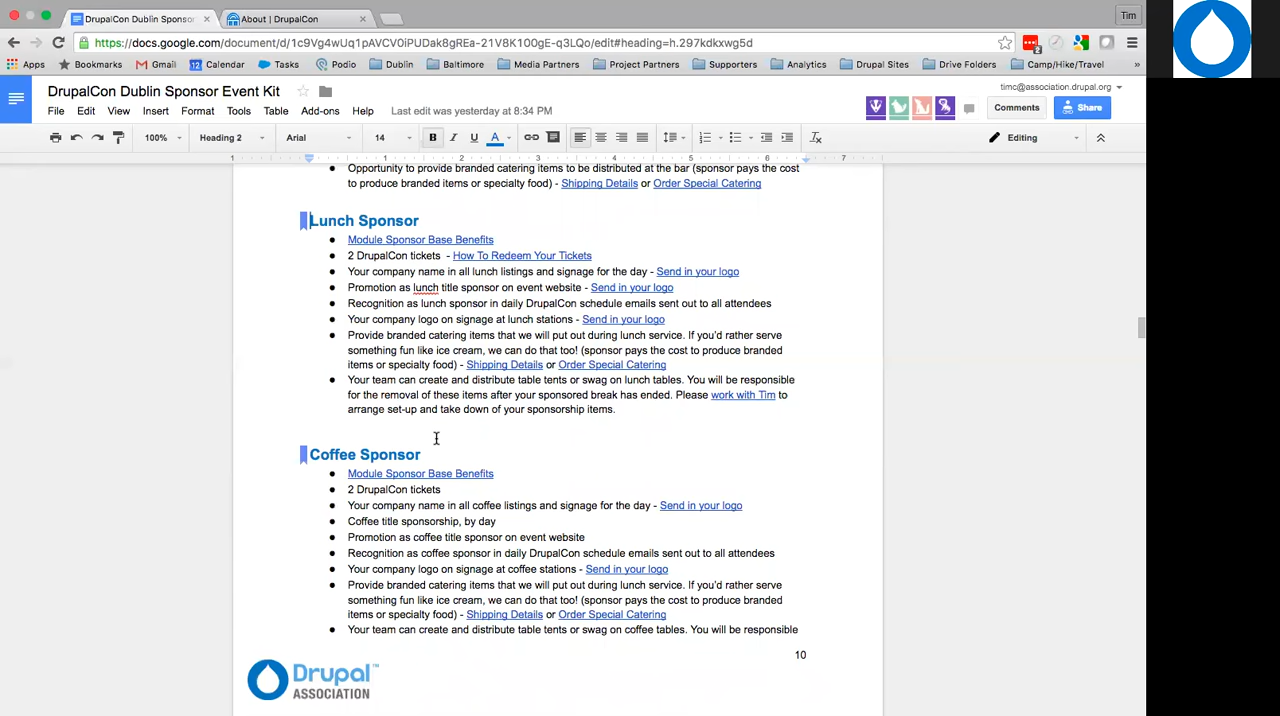 DrupalCon Dublin Sponsor × About | DrupalCon ×
Tim
https://docs.google.com/document/d/1c9Vg4wUq1pAVCV0iPUDak8gREa-21V8K100gE-q3LQo/edit#heading=h.297kdkxwg5d
Apps Bookmarks Gmail 12 Calendar Tasks Podio Dublin Baltimore Media Partners Project Partners Supporters Analytics Drupal Sites Drive Folders Camp/Hike/Travel »
DrupalCon Dublin Sponsor Event Kit
timc@association.drupal.org
File Edit View Insert Format Tools Table Add-ons Help Last edit was yesterday at 8:34 PM
Comments Share
100% Heading 2 Arial 14 B I U A Editing
1 1 2 3 4 5 6 7
• Opportunity to provide branded catering items to be distributed at the bar (sponsor pays the cost
to produce branded items or specialty food) - Shipping Details or Order Special Catering
Lunch Sponsor
• Module Sponsor Base Benefits
• 2 DrupalCon tickets - How To Redeem Your Tickets
• Your company name in all lunch listings and signage for the day - Send in your logo
• Promotion as lunch title sponsor on event website - Send in your logo
• Recognition as lunch sponsor in daily DrupalCon schedule emails sent out to all attendees
• Your company logo on signage at lunch stations - Send in your logo
• Provide branded catering items that we will put out during lunch service. If you'd rather serve
something fun like ice cream, we can do that too! (sponsor pays the cost to produce branded
items or specialty food) - Shipping Details or Order Special Catering
• Your team can create and distribute table tents or swag on lunch tables. You will be responsible
for the removal of these items after your sponsored break has ended. Please work with Tim to
arrange set-up and take down of your sponsorship items.
Coffee Sponsor
• Module Sponsor Base Benefits
• 2 DrupalCon tickets
• Your company name in all coffee listings and signage for the day - Send in your logo
• Coffee title sponsorship, by day
• Promotion as coffee title sponsor on event website
• Recognition as coffee sponsor in daily DrupalCon schedule emails sent out to all attendees
• Your company logo on signage at coffee stations - Send in your logo
• Provide branded catering items that we will put out during lunch service. If you'd rather serve
something fun like ice cream, we can do that too! (sponsor pays the cost to produce branded
items or specialty food) - Shipping Details or Order Special Catering
• Your team can create and distribute table tents or swag on coffee tables. You will be responsible
10
Drupal™
ASSOCIATION